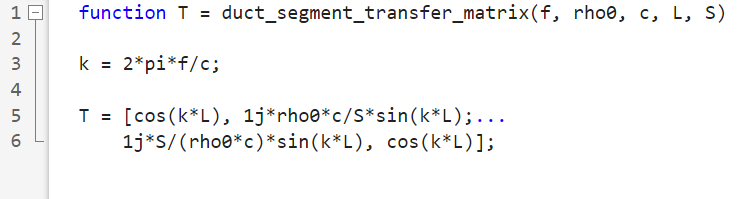 1 function T = duct_segment_transfer_matrix(f, rho0, c, L, S)
2
3 k = 2*pi*f/c;
4
5 T = [cos(k*L), 1j*rho0*c/S*sin(k*L);...
6 1j*S/(rho0*c)*sin(k*L), cos(k*L)];